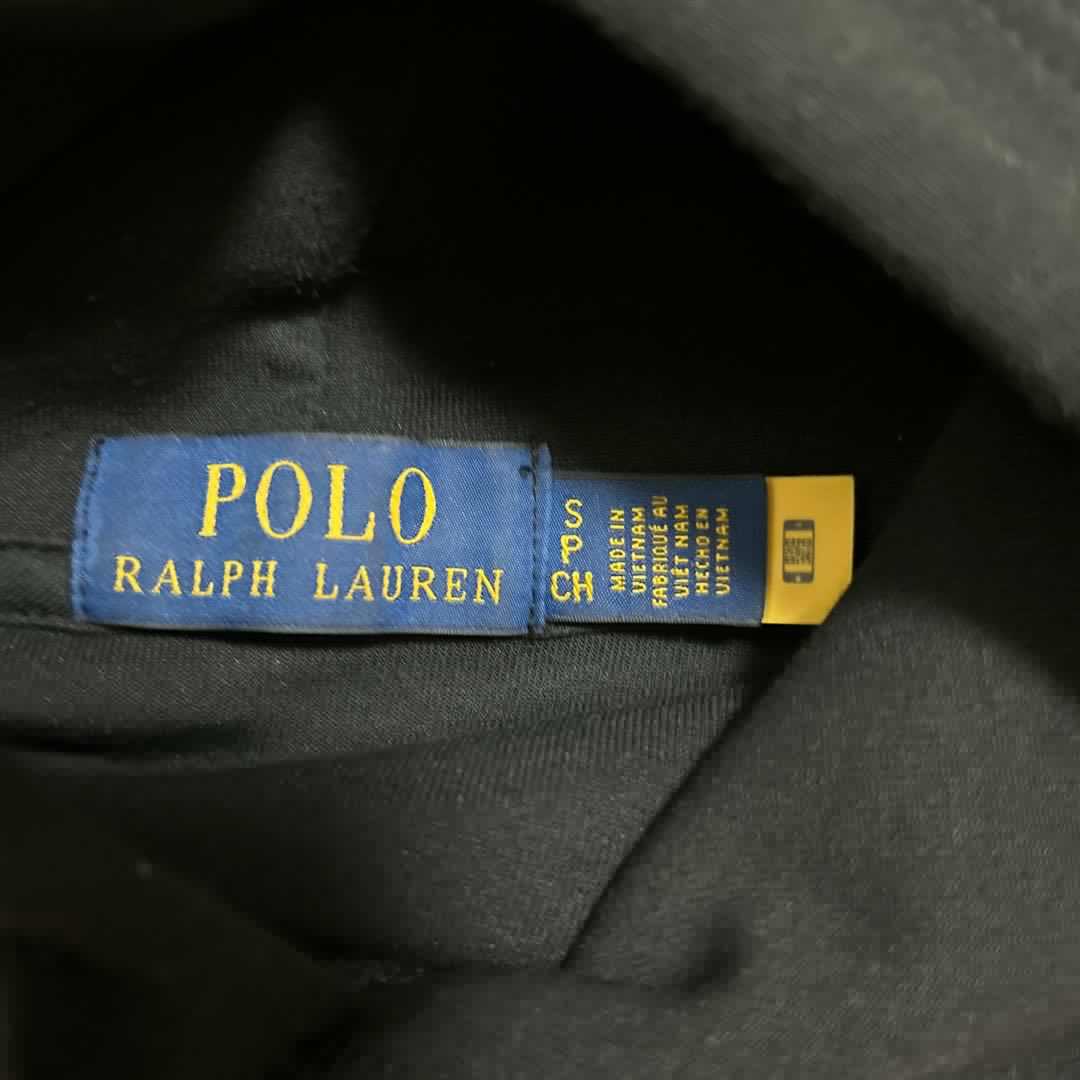 POLO
RALPH LAUREN
S
P
CH
MADE IN
VIETNAM
FABRIQUÉ AU
VIÊT NAM
HECHO EN
VIETNAM